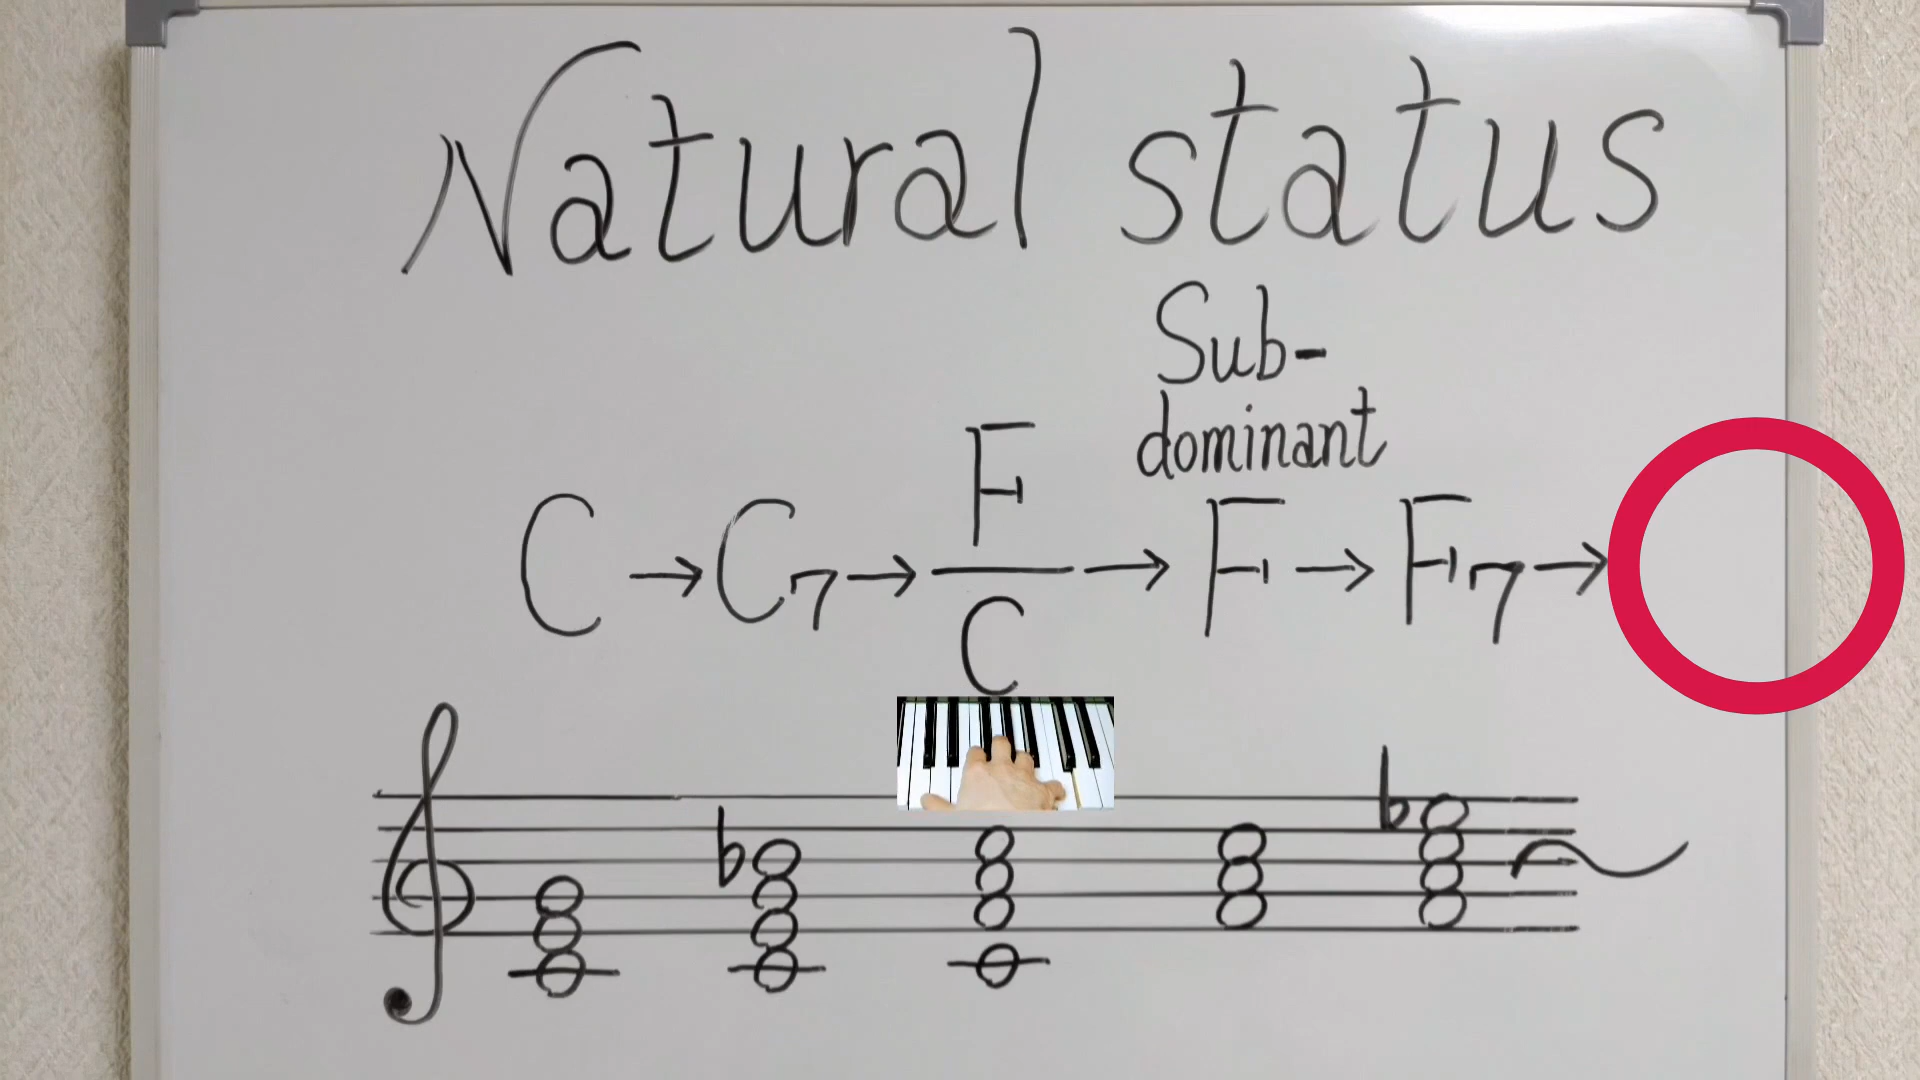 Natural status
Sub-
dominant
C → C7 → F/C → F → F7 →